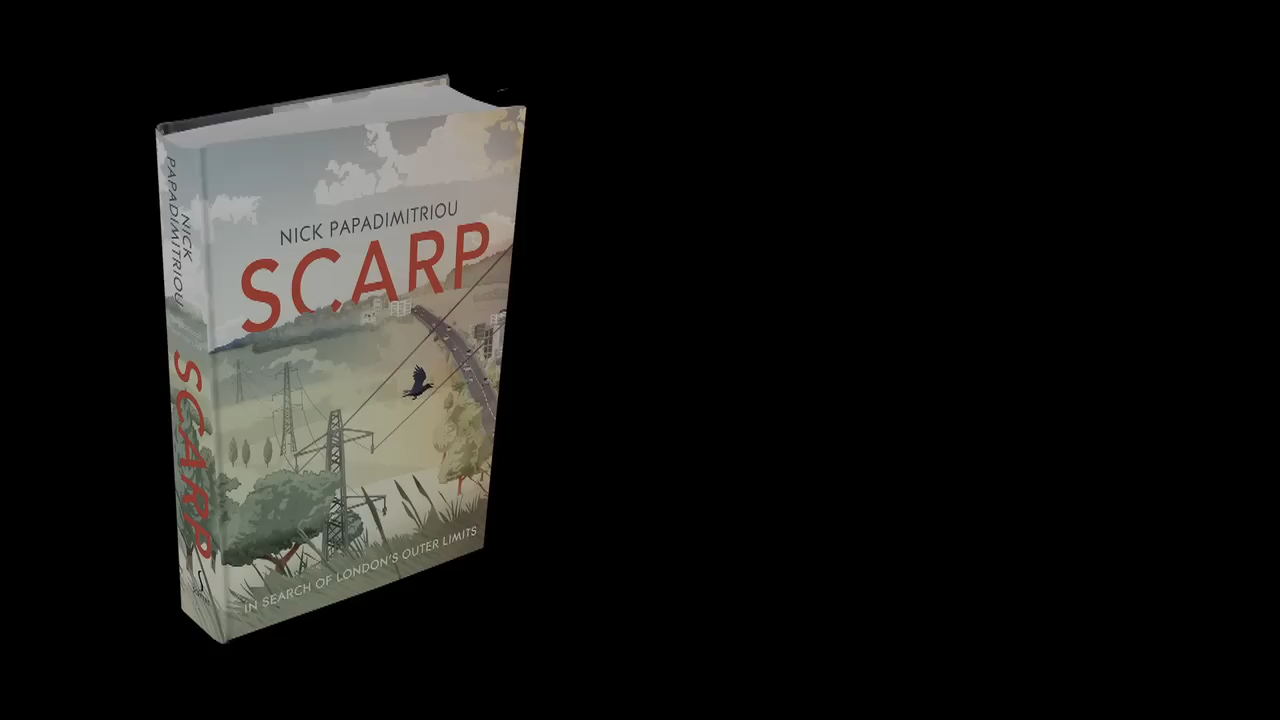 NICK PAPADIMITRIOU
SCARP
IN SEARCH OF LONDON'S OUTER LIMITS
NICK
PAPADIMITRIOU
SCARP